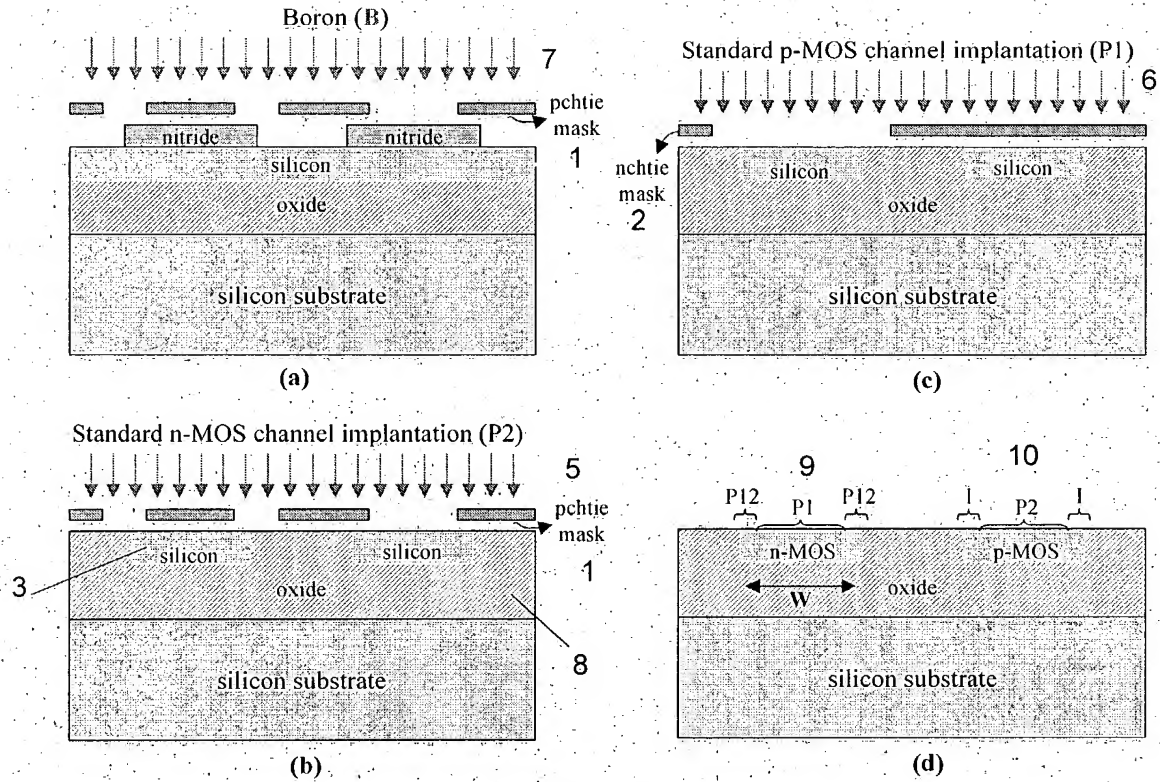 Boron (B)
7
pchtie
mask
nitride
nitride
1
silicon
oxide
silicon substrate
(a)
Standard n-MOS channel implantation (P2)
5
pchtie
mask
silicon
silicon
3
1
oxide
8
silicon substrate
(b)
Standard p-MOS channel implantation (P1)
6
nchtie
mask
2
silicon
silicon
oxide
silicon substrate
(c)
9
10
P12
P1
P12
I
P2
I
n-MOS
p-MOS
W
oxide
silicon substrate
(d)